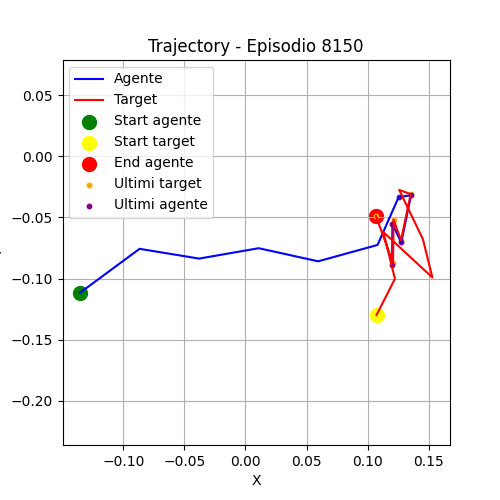 Trajectory - Episodio 8150
Agente
Target
Start agente
Start target
End agente
Ultimi target
Ultimi agente
0.05
0.00
−0.05
−0.10
−0.15
−0.20
−0.10
−0.05
0.00
0.05
0.10
0.15
X